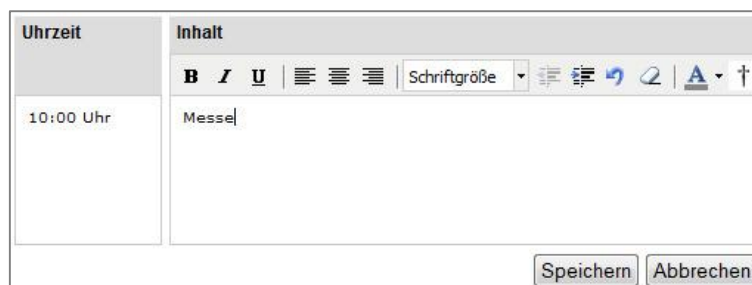 Uhrzeit Inhalt
B I U Schriftgröße A †
10:00 Uhr Messe
Speichern Abbrechen